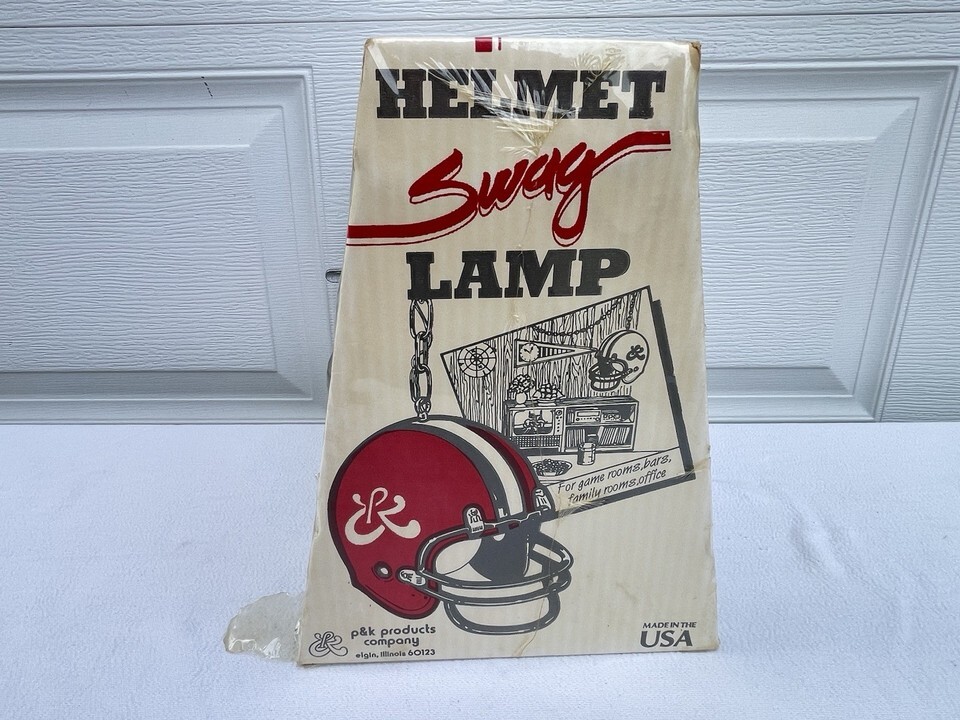 HELMET
Swag
LAMP
For game rooms, bars,
family rooms, office
PK
p&k products
company
elgin, illinois 60123
MADE IN THE
USA